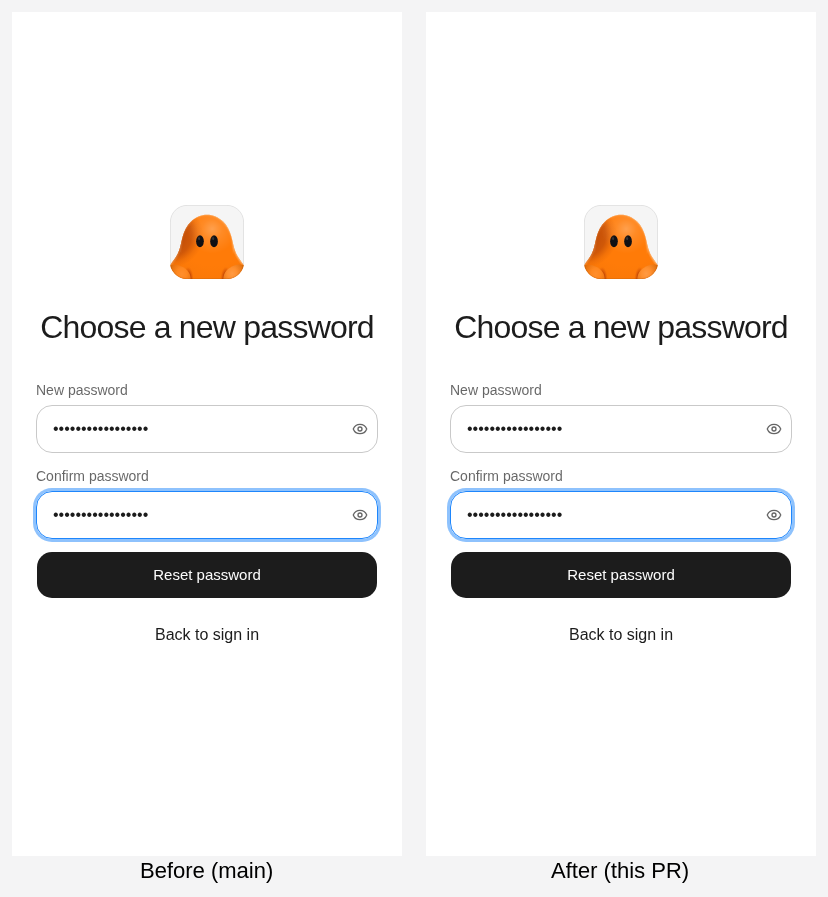 Choose a new password
New password
•••••••••••••••••
Confirm password
•••••••••••••••••
Reset password
Back to sign in
Before (main)
Choose a new password
New password
•••••••••••••••••
Confirm password
•••••••••••••••••
Reset password
Back to sign in
After (this PR)